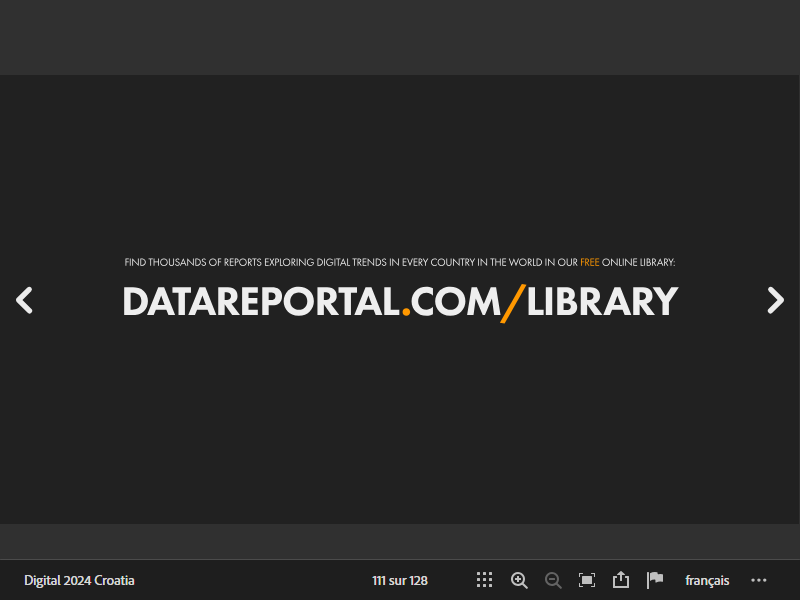 FIND THOUSANDS OF REPORTS EXPLORING DIGITAL TRENDS IN EVERY COUNTRY IN THE WORLD IN OUR FREE ONLINE LIBRARY:
DATAREPORTAL.COM/LIBRARY
Digital 2024 Croatia
111 sur 128
français